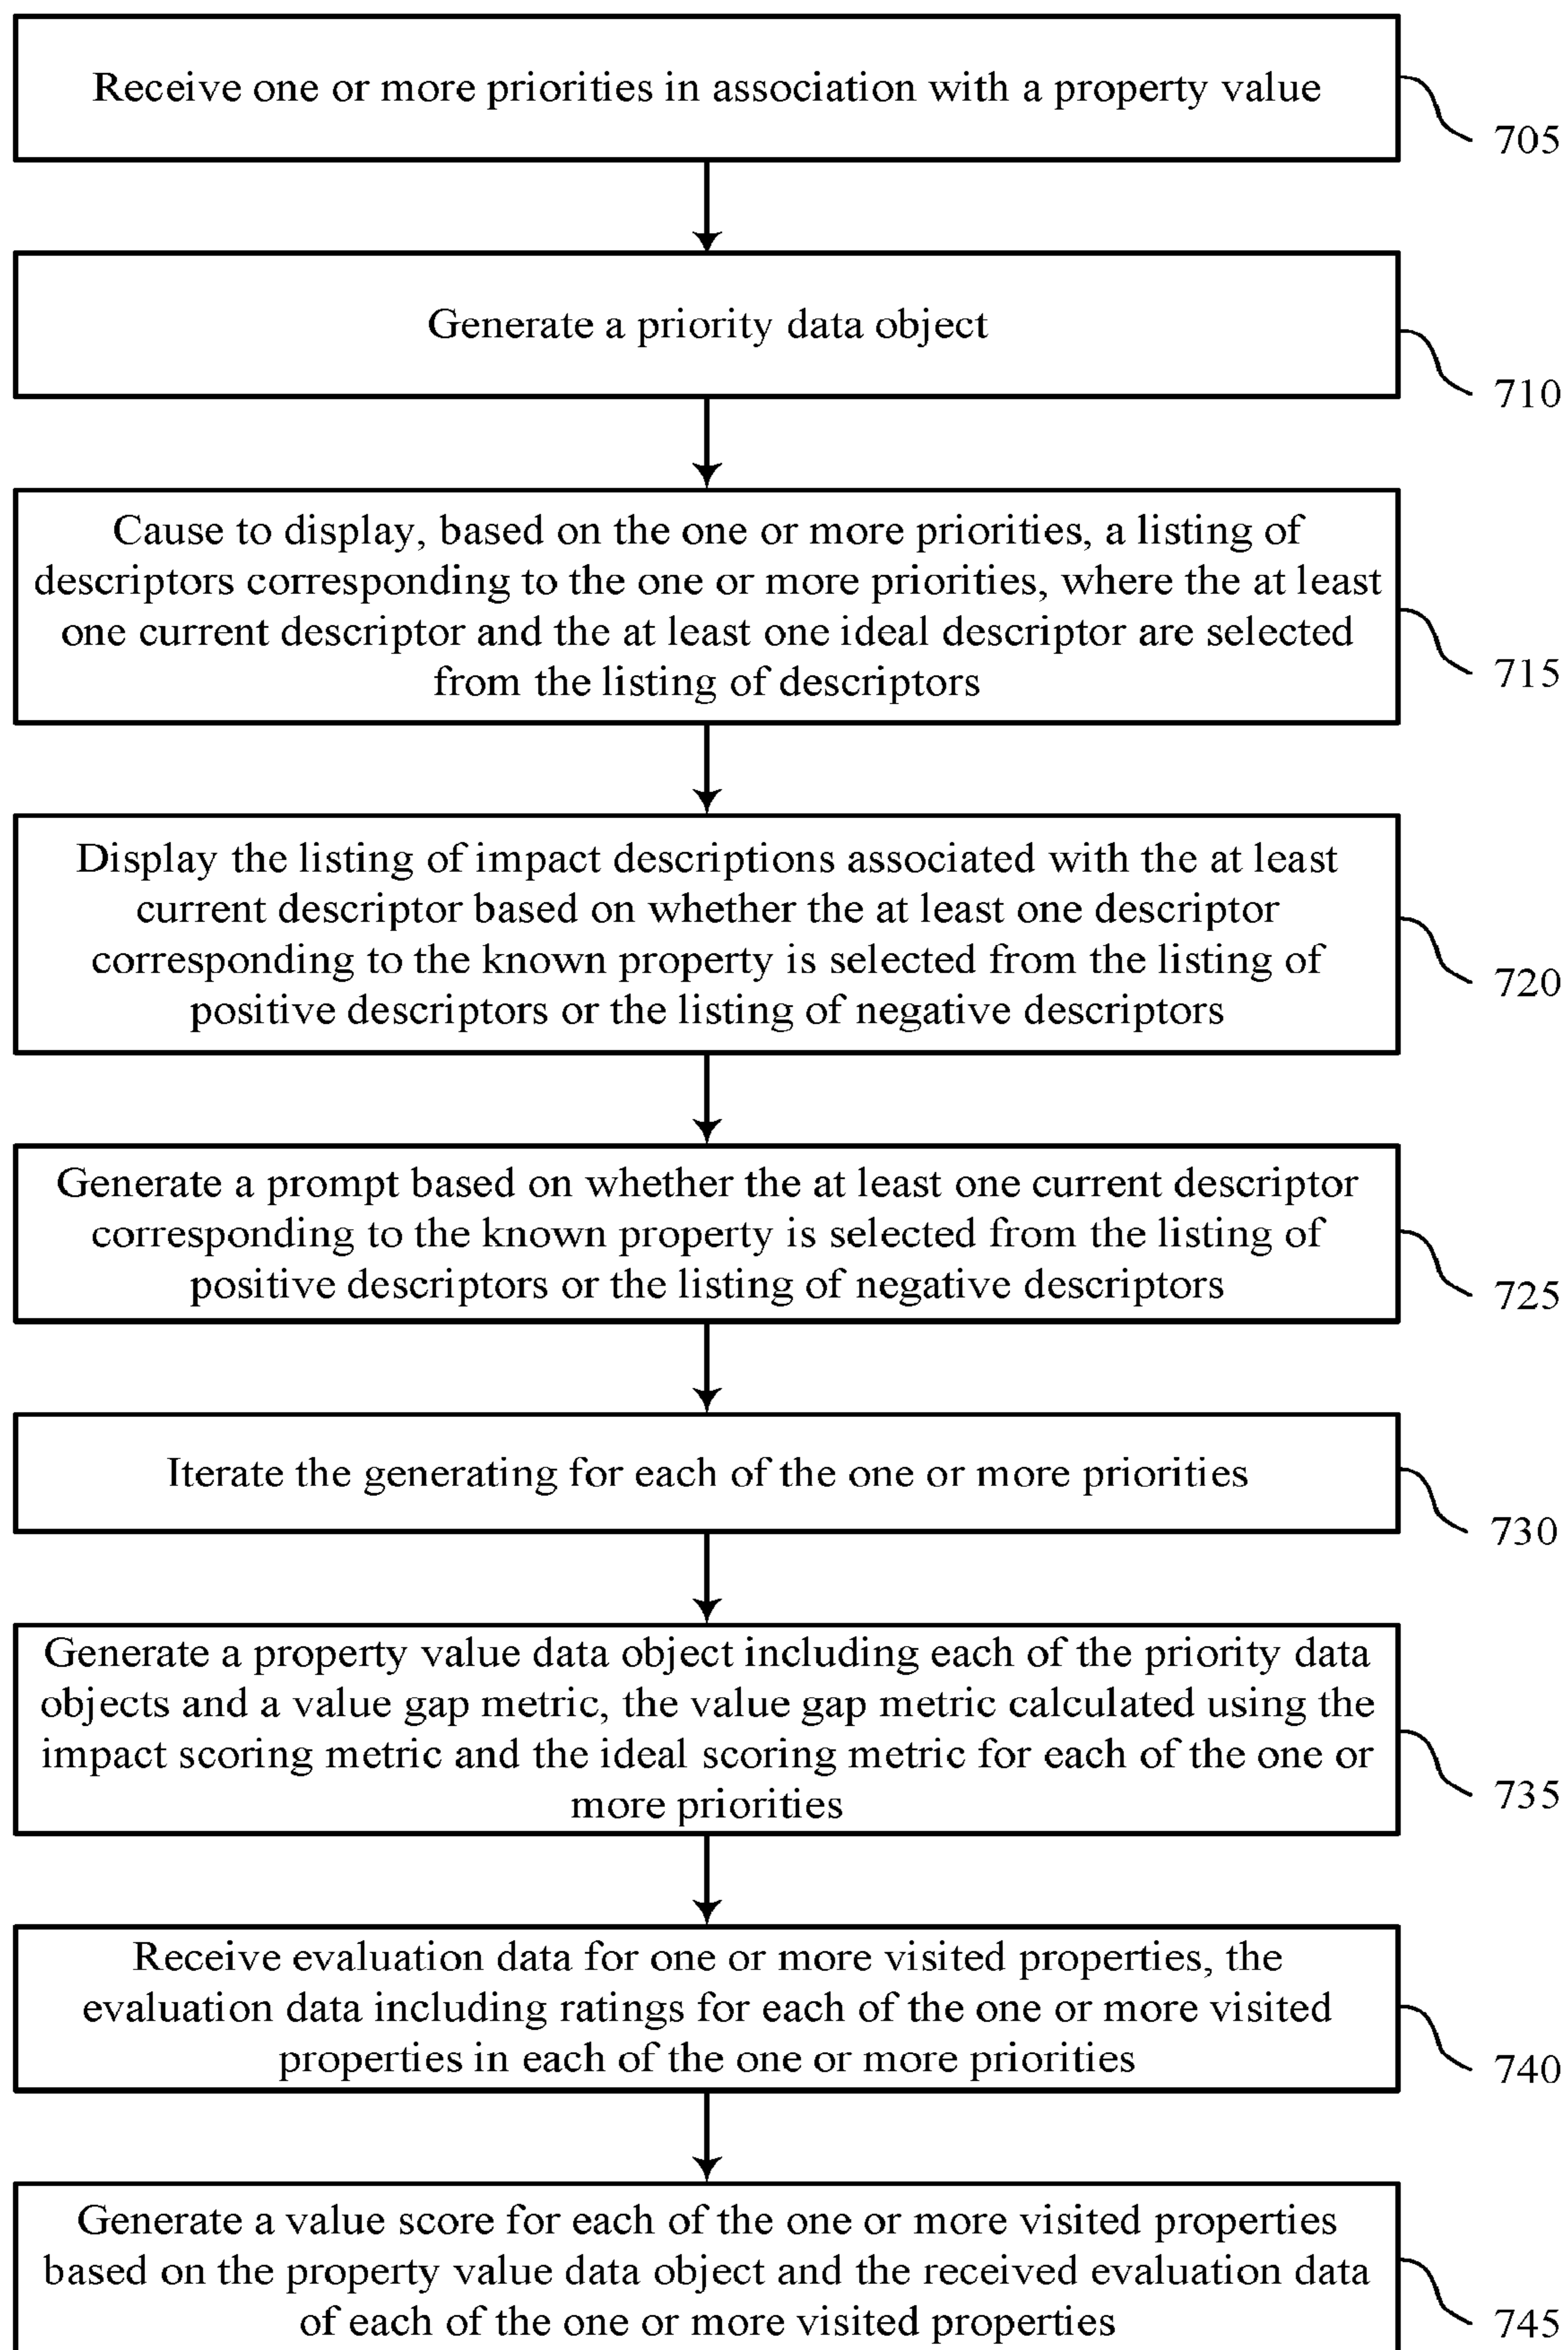 Receive one or more priorities in association with a property value
705
Generate a priority data object
710
Cause to display, based on the one or more priorities, a listing of
descriptors corresponding to the one or more priorities, where the at least
one current descriptor and the at least one ideal descriptor are selected
from the listing of descriptors
715
Display the listing of impact descriptions associated with the at least
current descriptor based on whether the at least one descriptor
corresponding to the known property is selected from the listing of
positive descriptors or the listing of negative descriptors
720
Generate a prompt based on whether the at least one current descriptor
corresponding to the known property is selected from the listing of
positive descriptors or the listing of negative descriptors
725
Iterate the generating for each of the one or more priorities
730
Generate a property value data object including each of the priority data
objects and a value gap metric, the value gap metric calculated using the
impact scoring metric and the ideal scoring metric for each of the one or
more priorities
735
Receive evaluation data for one or more visited properties, the
evaluation data including ratings for each of the one or more visited
properties in each of the one or more priorities
740
Generate a value score for each of the one or more visited properties
based on the property value data object and the received evaluation data
of each of the one or more visited properties
745